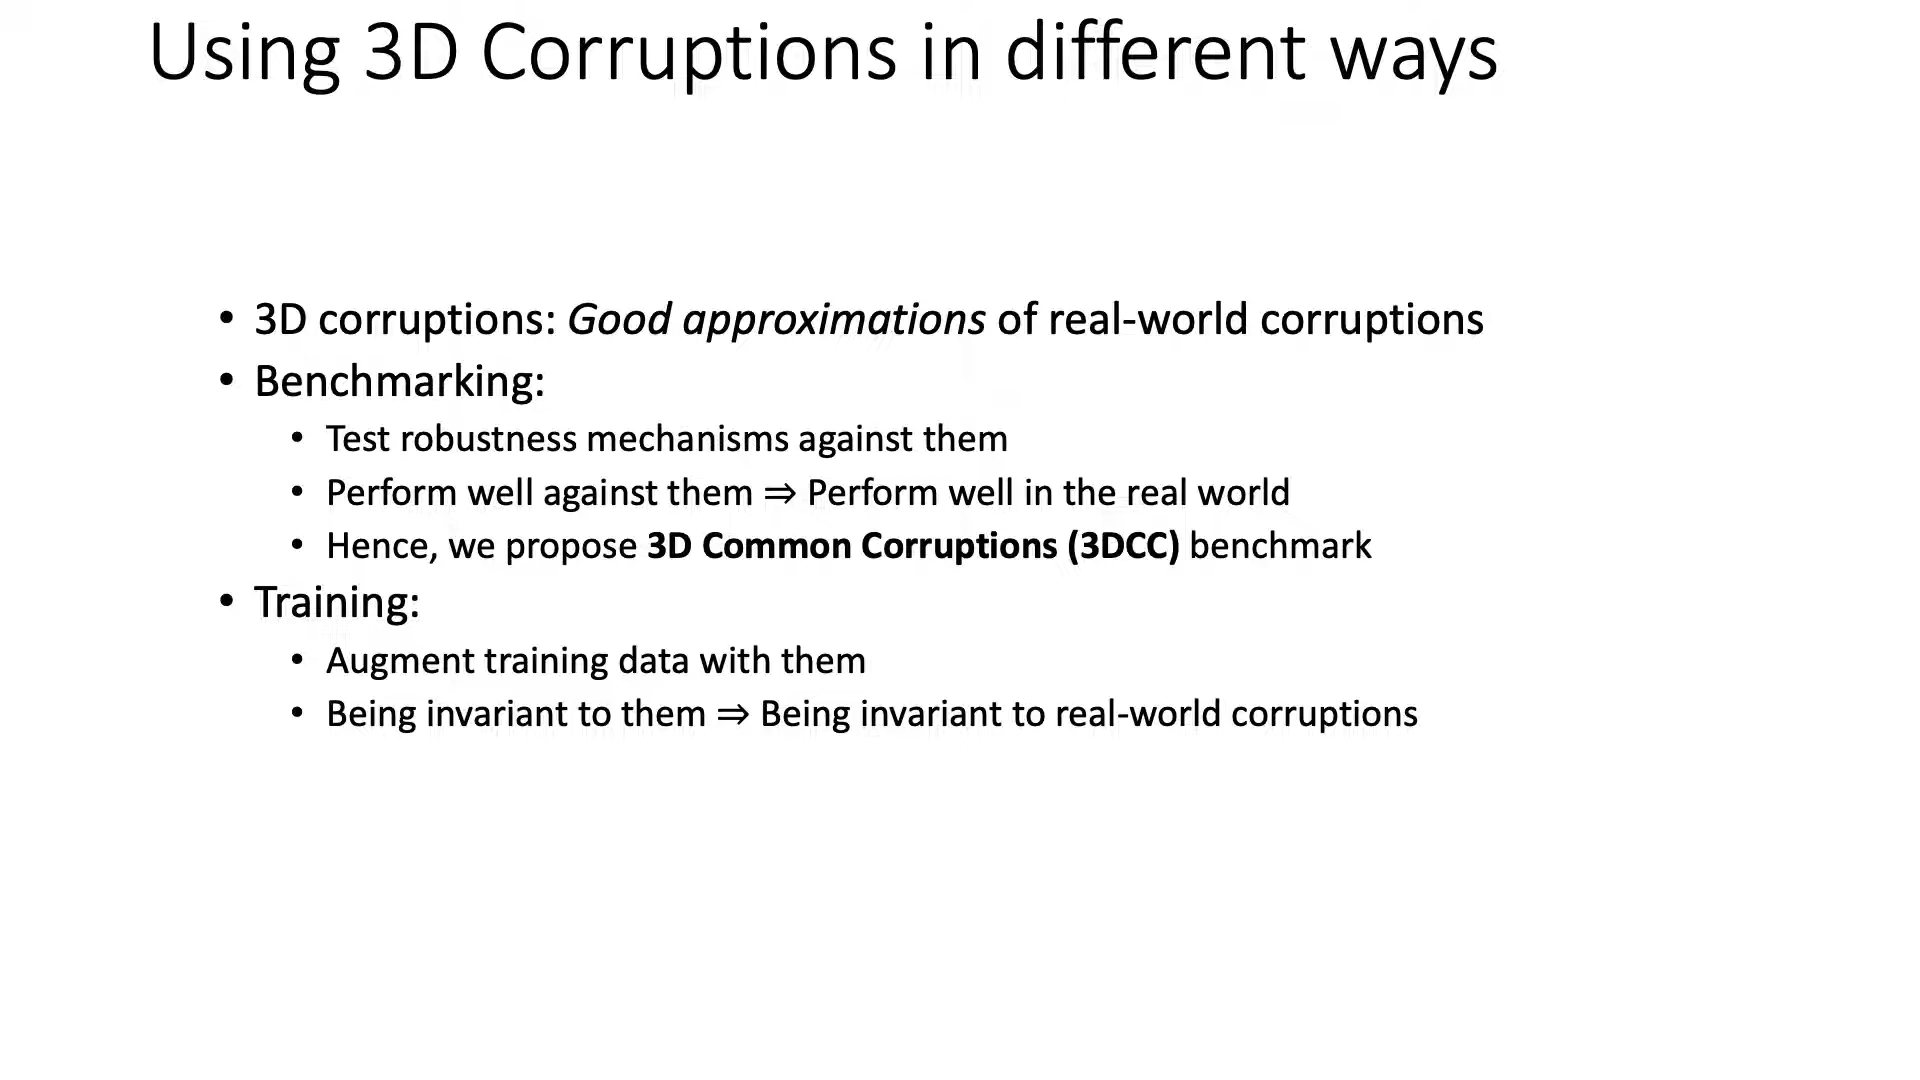 Using 3D Corruptions in different ways
• 3D corruptions: Good approximations of real-world corruptions
• Benchmarking:
• Test robustness mechanisms against them
• Perform well against them ⇒ Perform well in the real world
• Hence, we propose 3D Common Corruptions (3DCC) benchmark
• Training:
• Augment training data with them
• Being invariant to them ⇒ Being invariant to real-world corruptions